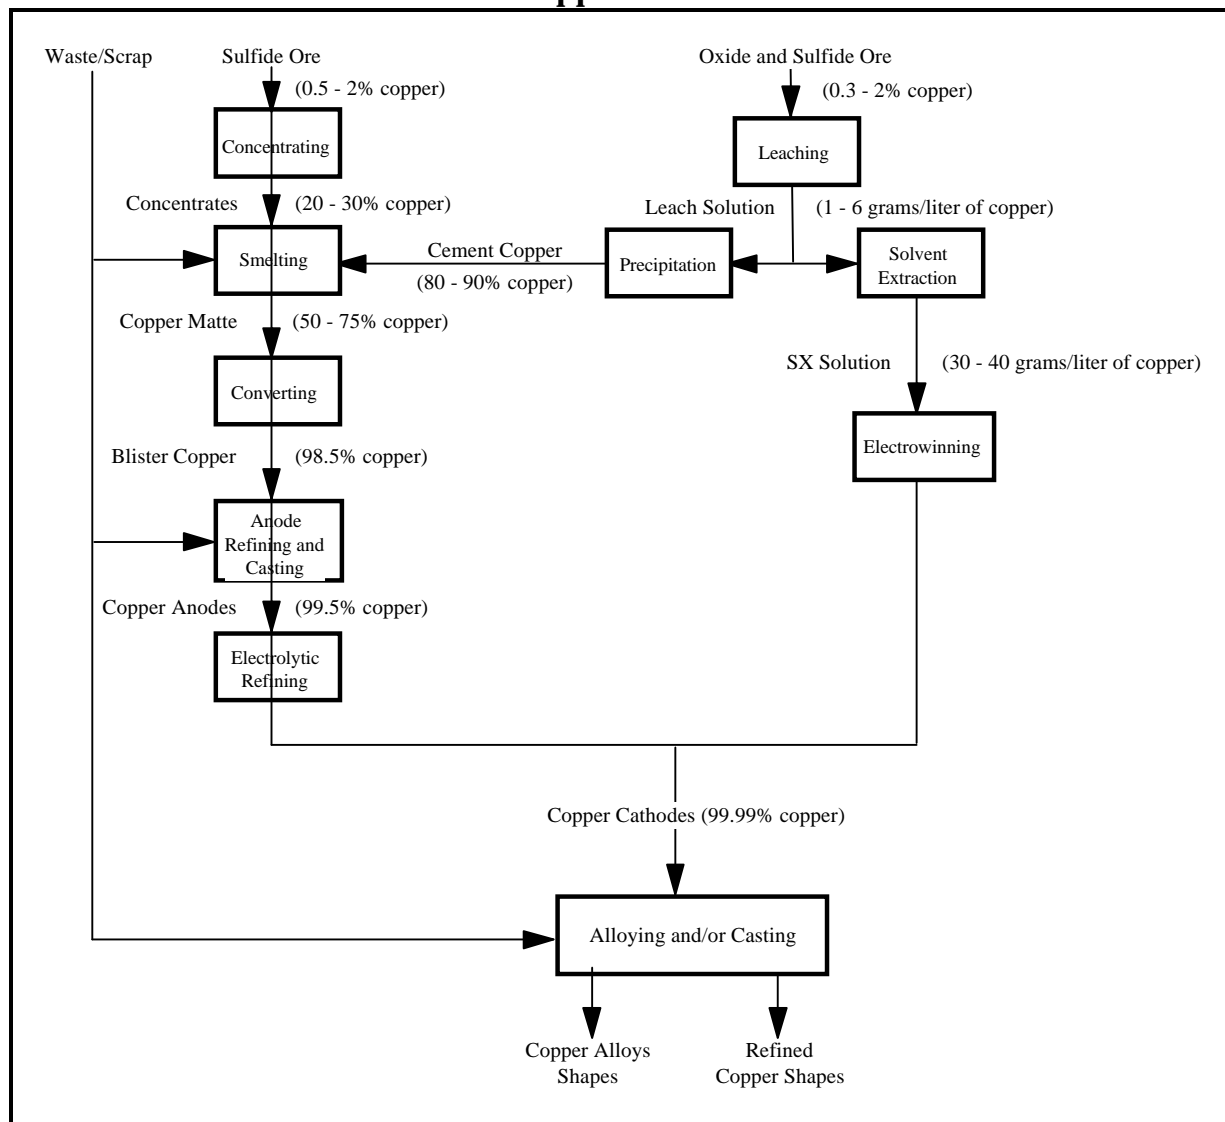 Waste/Scrap
Sulfide Ore
Oxide and Sulfide Ore
(0.5 - 2% copper)
(0.3 - 2% copper)
Concentrating
Leaching
Concentrates
(20 - 30% copper)
Leach Solution
(1 - 6 grams/liter of copper)
Smelting
Cement Copper
(80 - 90% copper)
Precipitation
Solvent
Extraction
Copper Matte
(50 - 75% copper)
SX Solution
(30 - 40 grams/liter of copper)
Converting
Electrowinning
Blister Copper
(98.5% copper)
Anode
Refining and
Casting
Copper Anodes
(99.5% copper)
Electrolytic
Refining
Copper Cathodes (99.99% copper)
Alloying and/or Casting
Copper Alloys
Shapes
Refined
Copper Shapes